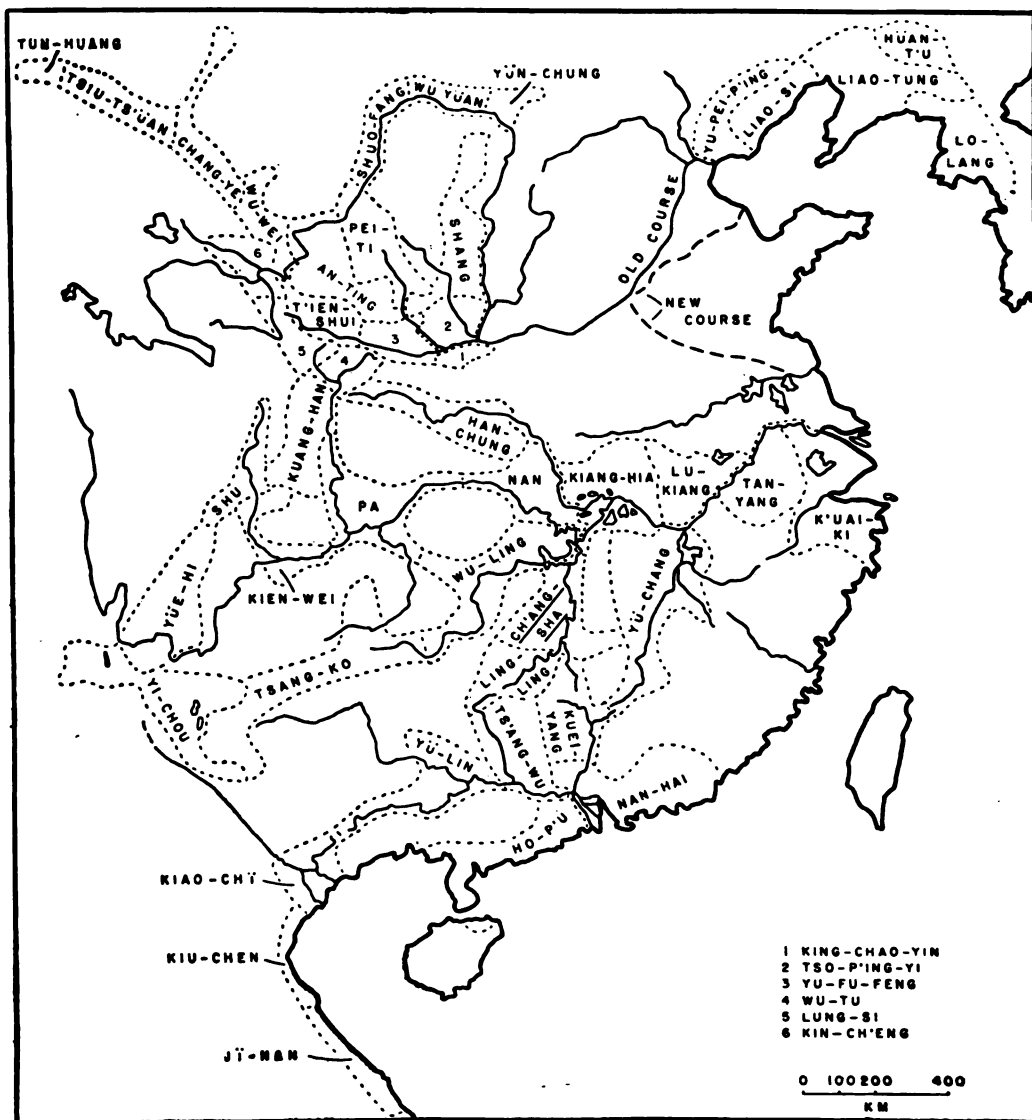 TUN-HUANG
TSIU-TS'ÜAN
CHANG-YE
WU-WEI
SHUO-FANG
WU YÜAN
YÜN-CHUNG
YU-PEI-P'ING
LIAO-SI
HÜAN-
T'U
LIAO-TUNG
LO-
LANG
6
PEI-
TI
SHANG
AN-TING
T'IEN-
SHUI
2
3
1
5
4
OLD COURSE
NEW
COURSE
KUANG-HAN
HAN-
CHUNG
NAN
KIANG-HIA
LU-
KIANG
TAN-
YANG
K'UAI-
KI
SHU
PA
YÜE-HI
KIEN-WEI
WU-LING
CH'ANG-
SHA
YÜ-CHANG
YI-CHOU
TSANG-KO
LING-
LING
TS'ANG-WU
KUEI-
YANG
YÜ-LIN
NAN-HAI
HO-P'U
KIAO-CHÏ
KIU-CHEN
JÏ-NAN
1 KING-CHAO-YIN
2 TSO-P'ING-YI
3 YU-FU-FENG
4 WU-TU
5 LUNG-SI
6 KIN-CH'ENG
0 100 200 400
KM